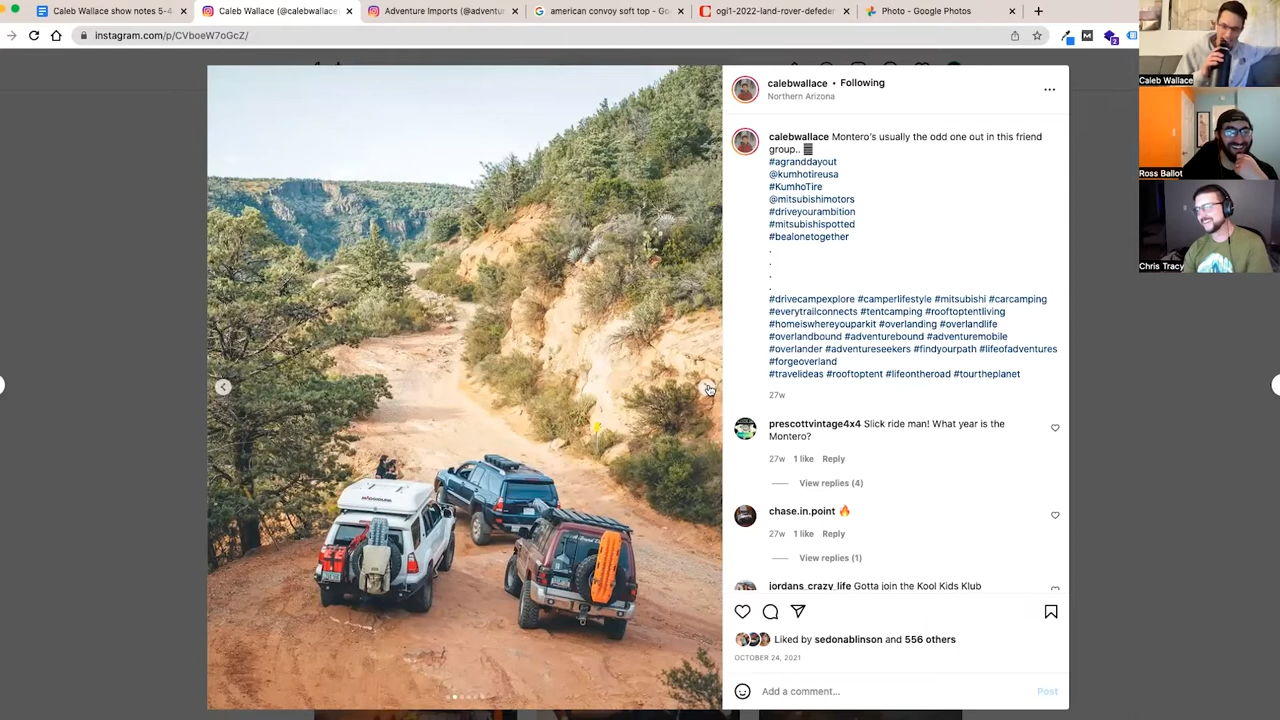 Caleb Wallace show notes 5-4
Caleb Wallace (@calebwallace
Adventure Imports (@adventur
american convoy soft top - Go
ogi1-2022-land-rover-defender
Photo - Google Photos
instagram.com/p/CVboeW7oGcZ/
calebwallace • Following
Northern Arizona
calebwallace Montero's usually the odd one out in this friend
group..
#agranddayout
@kumhotireusa
#KumhoTire
@mitsubishimotors
#driveyourambition
#mitsubishispotted
#bealonetogether
.
.
.
.
#drivecampexplore #camperlifestyle #mitsubishi #carcamping
#everytrailconnects #tentcamping #rooftoptentliving
#homeiswhereyouparkit #overlanding #overlandlife
#overlandbound #adventurebound #adventuremobile
#overlander #adventureseekers #findyourpath #lifeofadventures
#forgeoverland
#travelideas #rooftoptent #lifeontheroad #tourtheplanet
27w
prescottvintage4x4 Slick ride man! What year is the
Montero?
27w 1 like Reply
View replies (4)
chase.in.point 🔥
27w 1 like Reply
View replies (1)
jordans_crazy_life Gotta join the Kool Kids Klub
Liked by sedonablinson and 556 others
OCTOBER 24, 2021
Add a comment... Post
Caleb Wallace
Ross Ballot
Chris Tracy